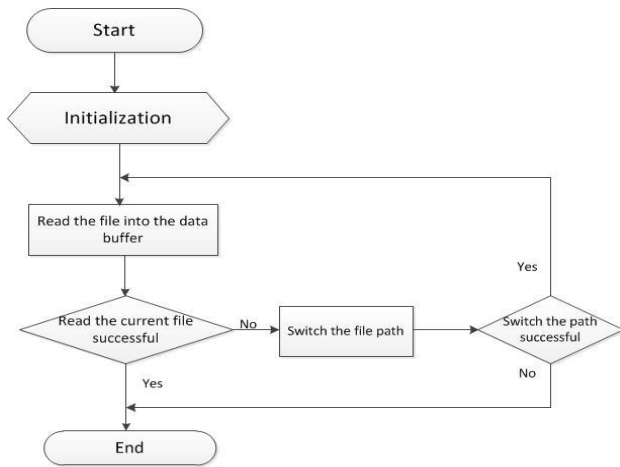 Start
Initialization
Read the file into the data
buffer
Yes
Read the current file
successful
No
Switch the file path
Switch the path
successful
Yes
No
End